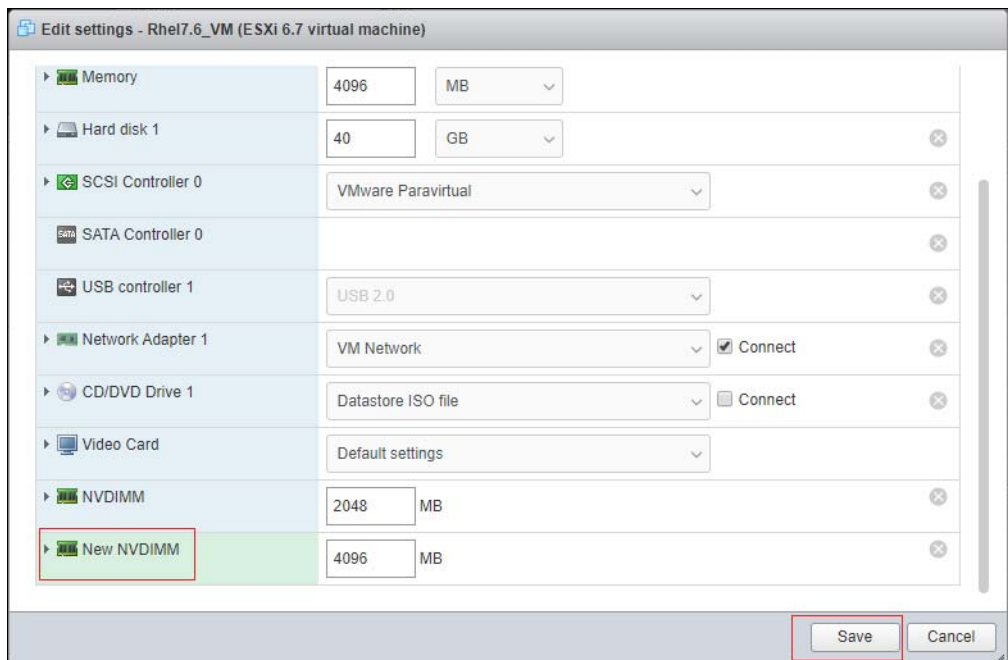 Edit settings - Rhel7.6_VM (ESXi 6.7 virtual machine)
Memory 4096 MB
Hard disk 1 40 GB
SCSI Controller 0 VMware Paravirtual
SATA SATA Controller 0
USB controller 1 USB 2.0
Network Adapter 1 VM Network Connect
CD/DVD Drive 1 Datastore ISO file Connect
Video Card Default settings
NVDIMM 2048 MB
New NVDIMM 4096 MB
Save Cancel